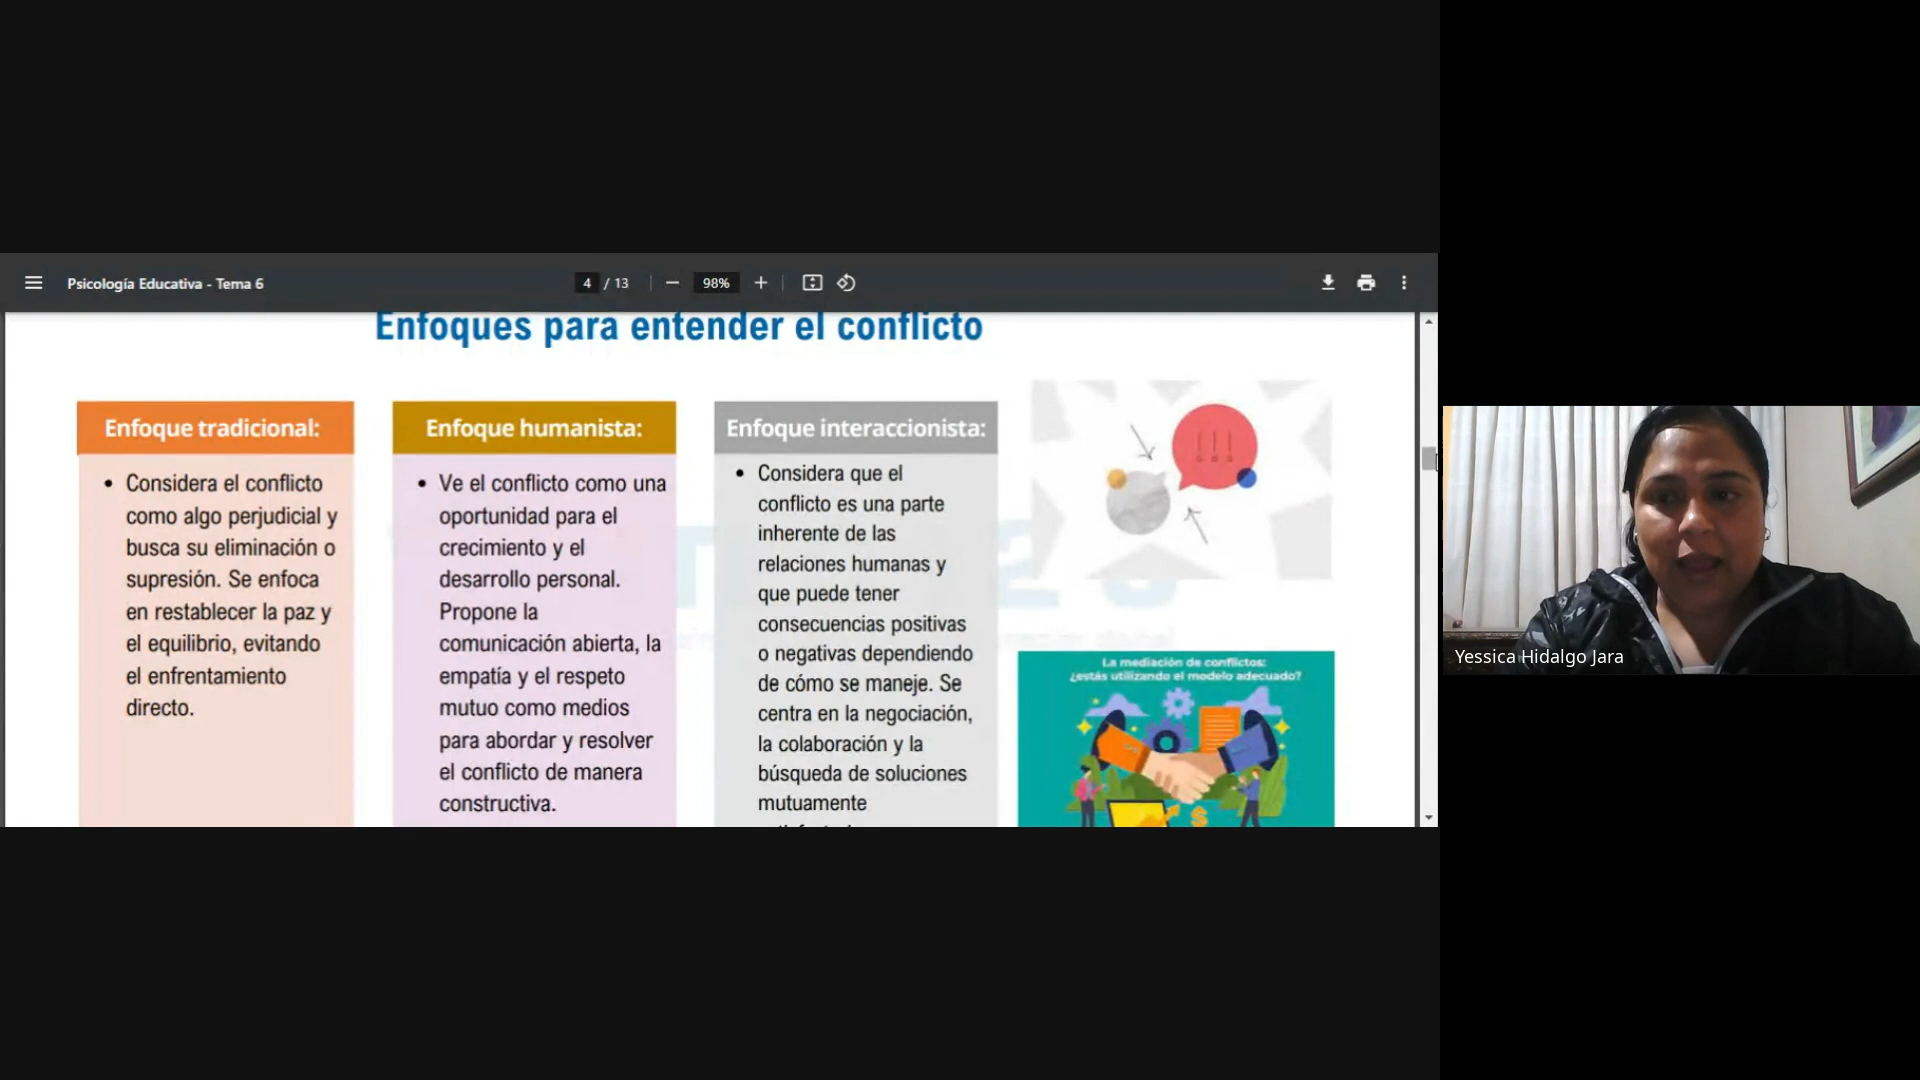 Psicología Educativa - Tema 6
4 / 13
98%
Enfoques para entender el conflicto
Enfoque tradicional:
• Considera el conflicto
como algo perjudicial y
busca su eliminación o
supresión. Se enfoca
en restablecer la paz y
el equilibrio, evitando
el enfrentamiento
directo.
Enfoque humanista:
• Ve el conflicto como una
oportunidad para el
crecimiento y el
desarrollo personal.
Propone la
comunicación abierta, la
empatía y el respeto
mutuo como medios
para abordar y resolver
el conflicto de manera
constructiva.
Enfoque interaccionista:
• Considera que el
conflicto es una parte
inherente de las
relaciones humanas y
que puede tener
consecuencias positivas
o negativas dependiendo
de cómo se maneje. Se
centra en la negociación,
la colaboración y la
búsqueda de soluciones
mutuamente
! ! !
La mediación de conflictos:
¿estás utilizando el modelo adecuado?
$
Yessica Hidalgo Jara